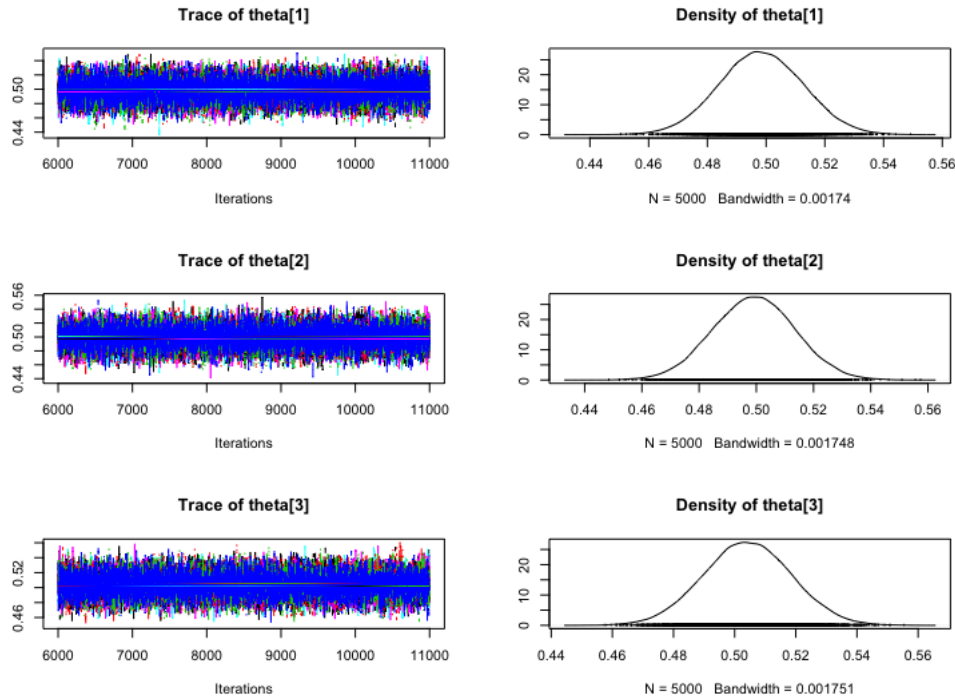 Trace of theta[1]
0.50
0.44
6000 7000 8000 9000 10000 11000
Iterations
Density of theta[1]
20
10
0
0.44 0.46 0.48 0.50 0.52 0.54 0.56
N = 5000 Bandwidth = 0.00174
Trace of theta[2]
0.56
0.50
0.44
6000 7000 8000 9000 10000 11000
Iterations
Density of theta[2]
20
10
0
0.44 0.46 0.48 0.50 0.52 0.54 0.56
N = 5000 Bandwidth = 0.001748
Trace of theta[3]
0.52
0.46
6000 7000 8000 9000 10000 11000
Iterations
Density of theta[3]
20
10
0
0.44 0.46 0.48 0.50 0.52 0.54 0.56
N = 5000 Bandwidth = 0.001751